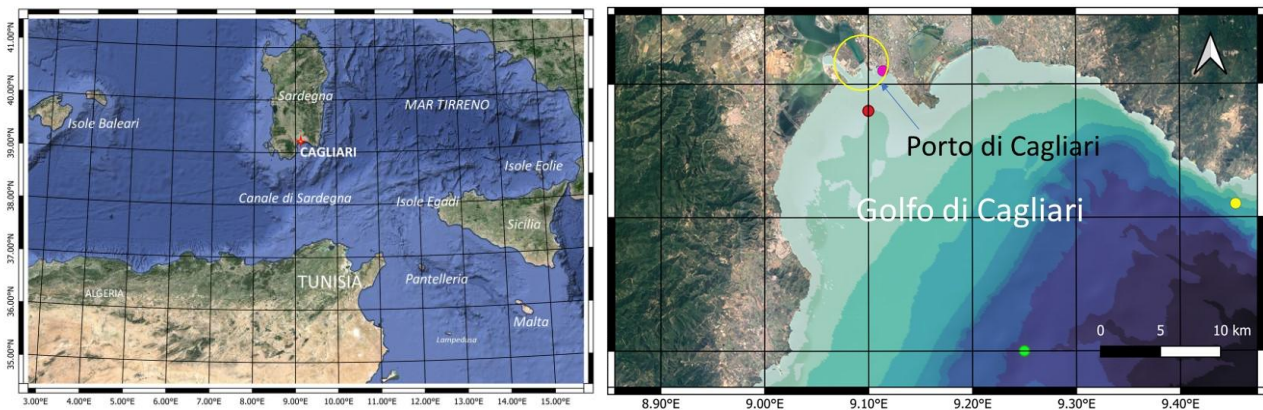 41.00°N
40.00°N
39.00°N
38.00°N
37.00°N
36.00°N
35.00°N
Sardegna
MAR TIRRENO
Isole Baleari
CAGLIARI
Isole Eolie
Canale di Sardegna
Isole Egadi
Sicilia
TUNISIA
Pantelleria
ALGERIA
Malta
Lampedusa
3.00°E 4.00°E 5.00°E 6.00°E 7.00°E 8.00°E 9.00°E 10.00°E 11.00°E 12.00°E 13.00°E 14.00°E 15.00°E
Porto di Cagliari
Golfo di Cagliari
0 5 10 km
8.90°E 9.00°E 9.10°E 9.20°E 9.30°E 9.40°E